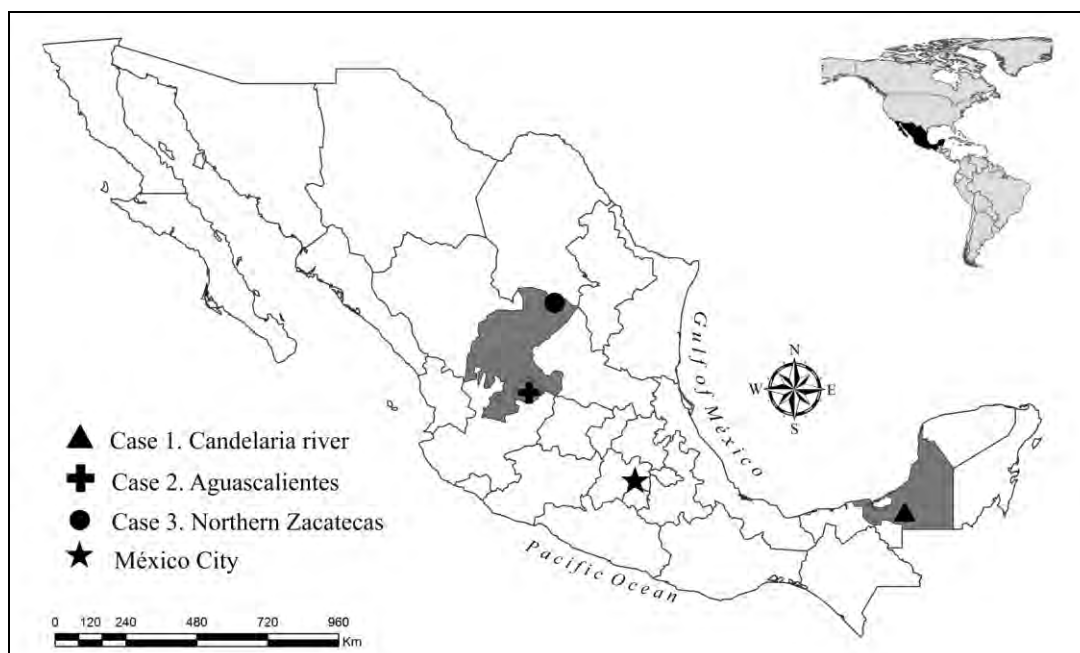 Gulf of México
N
W E
S
Case 1. Candelaria river
Case 2. Aguascalientes
Case 3. Northern Zacatecas
México City
Pacific Ocean
0 120 240 480 720 960
Km